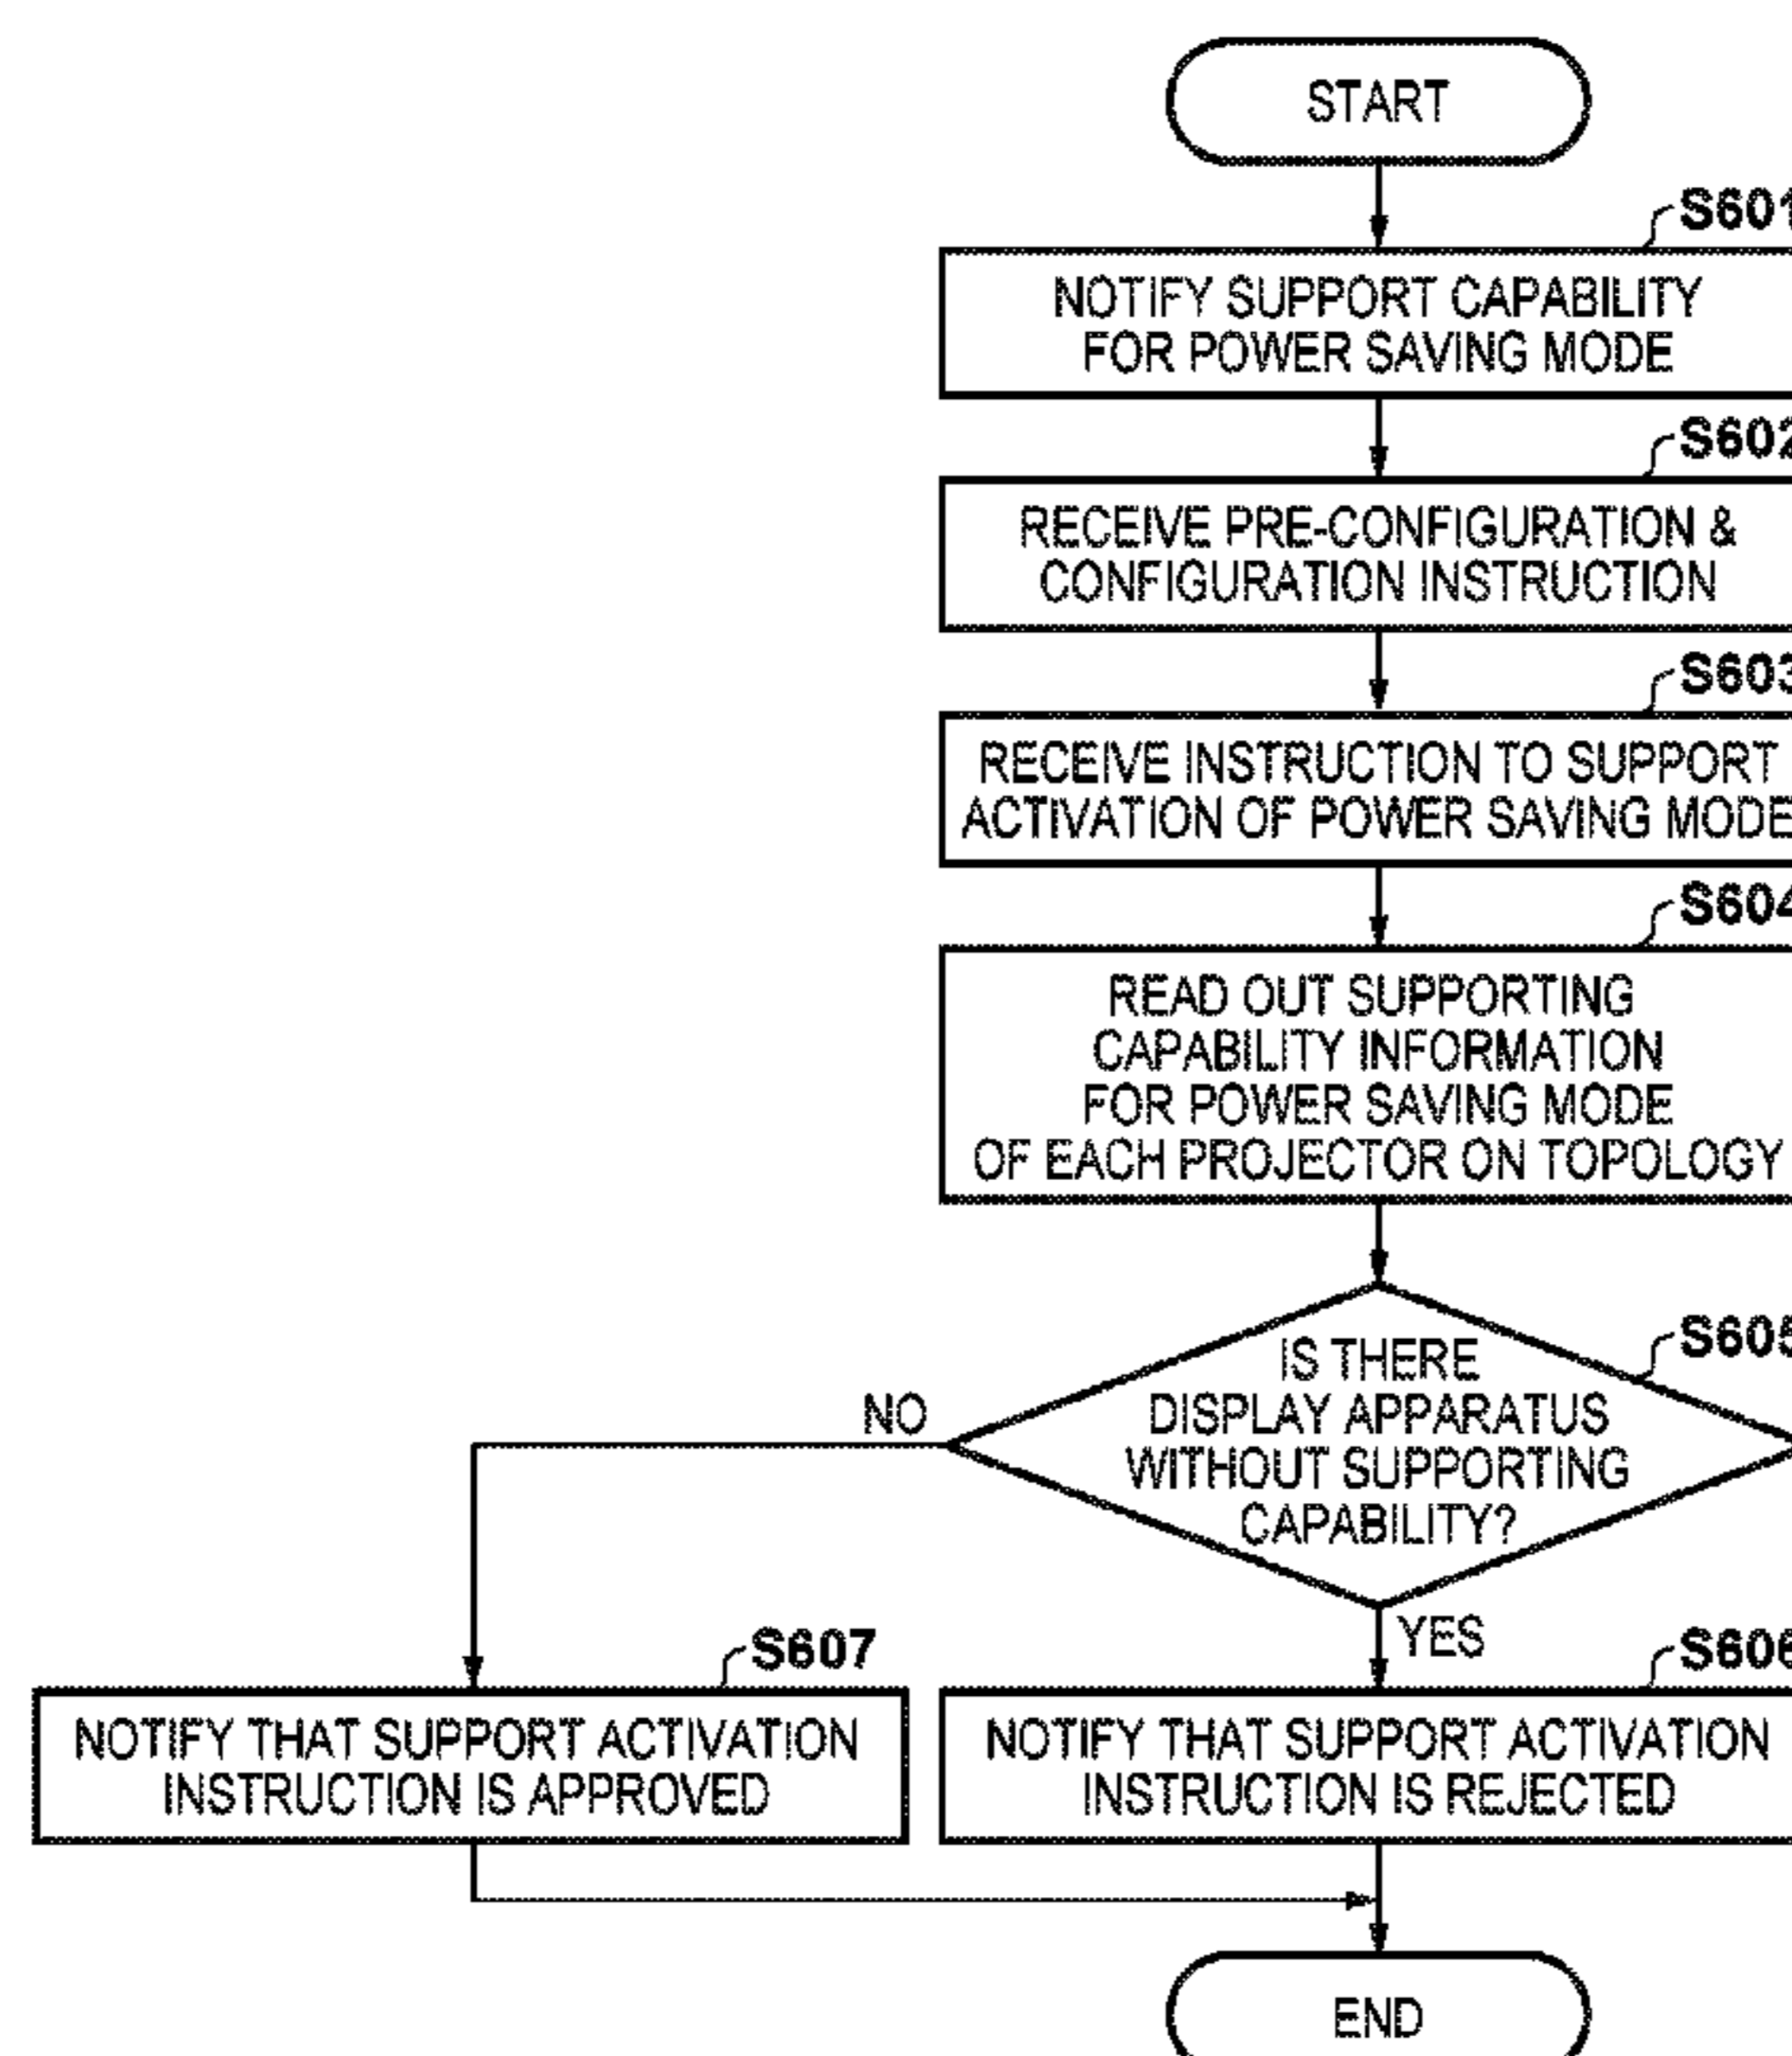 START
S601
NOTIFY SUPPORT CAPABILITY
FOR POWER SAVING MODE
S602
RECEIVE PRE-CONFIGURATION &
CONFIGURATION INSTRUCTION
S603
RECEIVE INSTRUCTION TO SUPPORT
ACTIVATION OF POWER SAVING MODE
S604
READ OUT SUPPORTING
CAPABILITY INFORMATION
FOR POWER SAVING MODE
OF EACH PROJECTOR ON TOPOLOGY
S605
IS THERE
DISPLAY APPARATUS
WITHOUT SUPPORTING
CAPABILITY?
NO
YES
S607
NOTIFY THAT SUPPORT ACTIVATION
INSTRUCTION IS APPROVED
S606
NOTIFY THAT SUPPORT ACTIVATION
INSTRUCTION IS REJECTED
END